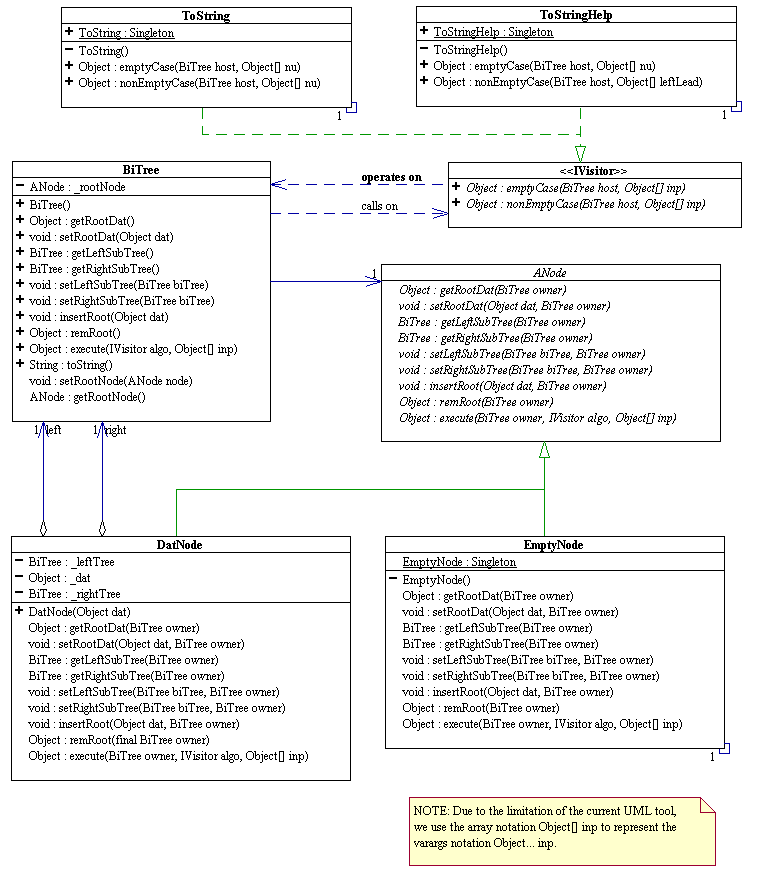 ToString
+ ToString : Singleton
− ToString()
+ Object : emptyCase(BiTree host, Object[] nu)
+ Object : nonEmptyCase(BiTree host, Object[] nu)
1
ToStringHelp
+ ToStringHelp : Singleton
− ToStringHelp()
+ Object : emptyCase(BiTree host, Object[] nu)
+ Object : nonEmptyCase(BiTree host, Object[] leftLead)
1
BiTree
− ANode : _rootNode
+ BiTree()
+ Object : getRootDat()
+ void : setRootDat(Object dat)
+ BiTree : getLeftSubTree()
+ BiTree : getRightSubTree()
+ void : setLeftSubTree(BiTree biTree)
+ void : setRightSubTree(BiTree biTree)
+ void : insertRoot(Object dat)
+ Object : remRoot()
+ Object : execute(IVisitor algo, Object[] inp)
+ String : toString()
void : setRootNode(ANode node)
ANode : getRootNode()
operates on
calls on
<<IVisitor>>
+ Object : emptyCase(BiTree host, Object[] inp)
+ Object : nonEmptyCase(BiTree host, Object[] inp)
1
ANode
Object : getRootDat(BiTree owner)
void : setRootDat(Object dat, BiTree owner)
BiTree : getLeftSubTree(BiTree owner)
BiTree : getRightSubTree(BiTree owner)
void : setLeftSubTree(BiTree biTree, BiTree owner)
void : setRightSubTree(BiTree biTree, BiTree owner)
void : insertRoot(Object dat, BiTree owner)
Object : remRoot(BiTree owner)
Object : execute(BiTree owner, IVisitor algo, Object[] inp)
1 left
1 right
DatNode
− BiTree : _leftTree
− Object : _dat
− BiTree : _rightTree
+ DatNode(Object dat)
Object : getRootDat(BiTree owner)
void : setRootDat(Object dat, BiTree owner)
BiTree : getLeftSubTree(BiTree owner)
BiTree : getRightSubTree(BiTree owner)
void : setLeftSubTree(BiTree biTree, BiTree owner)
void : setRightSubTree(BiTree biTree, BiTree owner)
void : insertRoot(Object dat, BiTree owner)
Object : remRoot(final BiTree owner)
Object : execute(BiTree owner, IVisitor algo, Object[] inp)
EmptyNode
EmptyNode : Singleton
− EmptyNode()
Object : getRootDat(BiTree owner)
void : setRootDat(Object dat, BiTree owner)
BiTree : getLeftSubTree(BiTree owner)
BiTree : getRightSubTree(BiTree owner)
void : setLeftSubTree(BiTree biTree, BiTree owner)
void : setRightSubTree(BiTree biTree, BiTree owner)
void : insertRoot(Object dat, BiTree owner)
Object : remRoot(BiTree owner)
Object : execute(BiTree owner, IVisitor algo, Object[] inp)
1
NOTE: Due to the limitation of the current UML tool,
we use the array notation Object[] inp to represent the
varargs notation Object... inp.